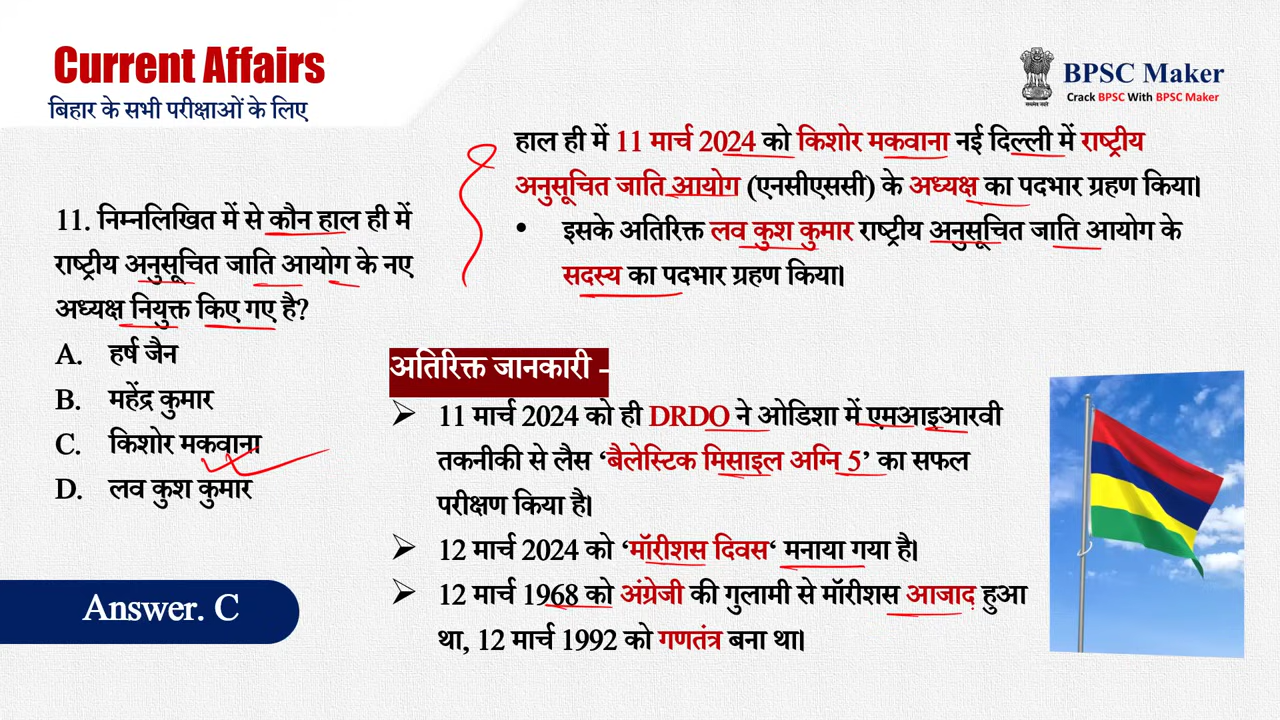 Current Affairs
बिहार के सभी परीक्षाओं के लिए
BPSC Maker
Crack BPSC With BPSC Maker
11. निम्नलिखित में से कौन हाल ही में
राष्ट्रीय अनुसूचित जाति आयोग के नए
अध्यक्ष नियुक्त किए गए है?
A. हर्ष जैन
B. महेंद्र कुमार
C. किशोर मकवाना
D. लव कुश कुमार
Answer. C
हाल ही में 11 मार्च 2024 को किशोर मकवाना नई दिल्ली में राष्ट्रीय
अनुसूचित जाति आयोग (एनसीएससी) के अध्यक्ष का पदभार ग्रहण किया।
• इसके अतिरिक्त लव कुश कुमार राष्ट्रीय अनुसूचित जाति आयोग के
सदस्य का पदभार ग्रहण किया।
अतिरिक्त जानकारी -
➢ 11 मार्च 2024 को ही DRDO ने ओडिशा में एमआइआरवी
तकनीकी से लैस ‘बैलेस्टिक मिसाइल अग्नि 5’ का सफल
परीक्षण किया है।
➢ 12 मार्च 2024 को ‘मॉरीशस दिवस‘ मनाया गया है।
➢ 12 मार्च 1968 को अंग्रेजी की गुलामी से मॉरीशस आजाद हुआ
था, 12 मार्च 1992 को गणतंत्र बना था।